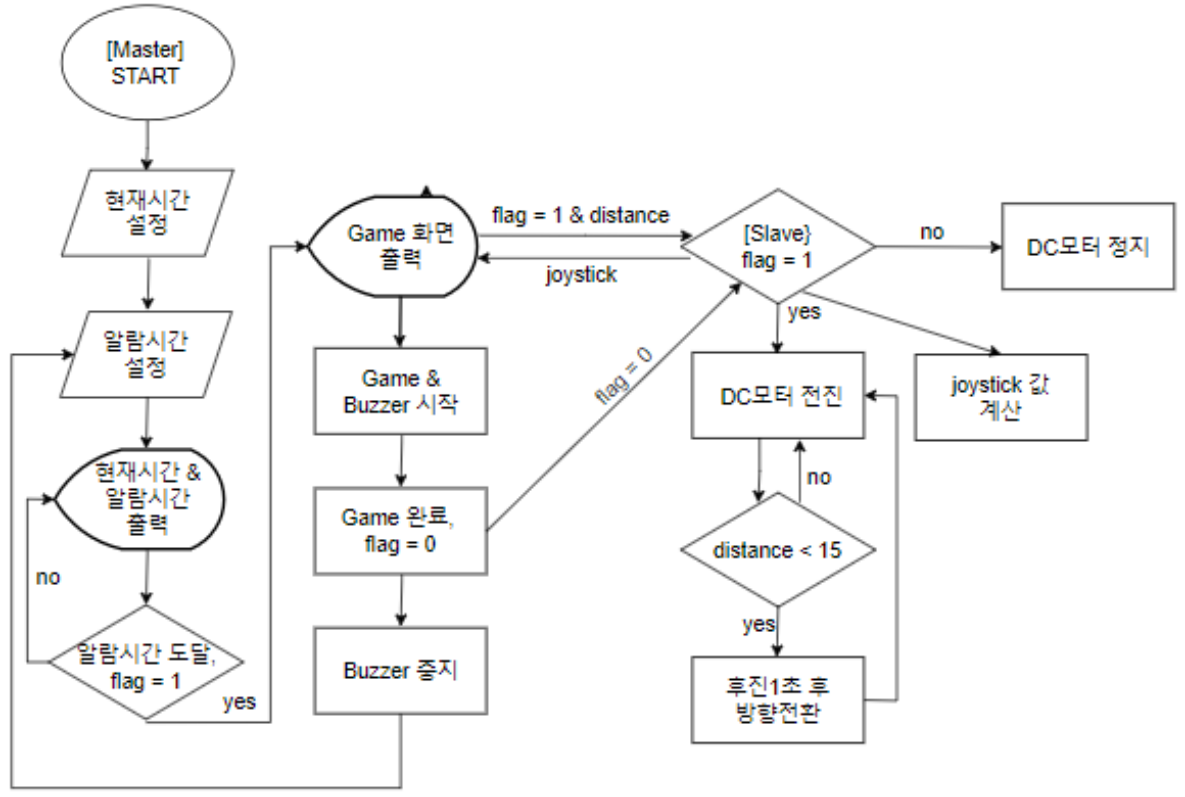 [Master]
START
현재시간
설정
알람시간
설정
현재시간 &
알람시간
출력
no
알람시간 도달,
flag = 1
yes
Game 화면
출력
flag = 1 & distance
joystick
Game &
Buzzer 시작
Game 완료,
flag = 0
flag = 0
Buzzer 중지
[Slave}
flag = 1
no
DC모터 정지
yes
joystick 값
계산
DC모터 전진
no
distance < 15
yes
후진1초 후
방향전환